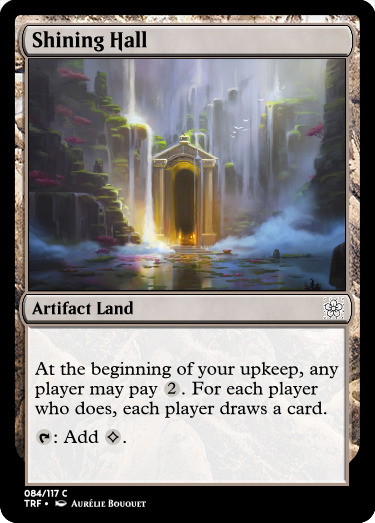 Shining Hall
Artifact Land
At the beginning of your upkeep, any
player may pay 2. For each player
who does, each player draws a card.
: Add .
084/117 C
TRF • Aurélie Bouquet